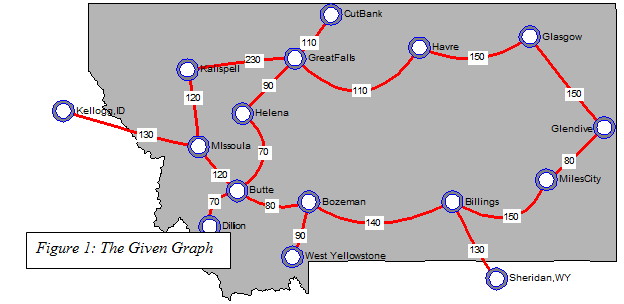 CutBank
110
Glasgow
Havre
GreatFalls
230
150
Kalispell
90
110
120
150
Kellogg,ID
Helena
Glendive
130
MIssoula
70
120
80
MilesCity
Butte
70
80
Bozeman
Billings
140
150
Dillion
90
130
Figure 1: The Given Graph
West Yellowstone
Sheridan,WY